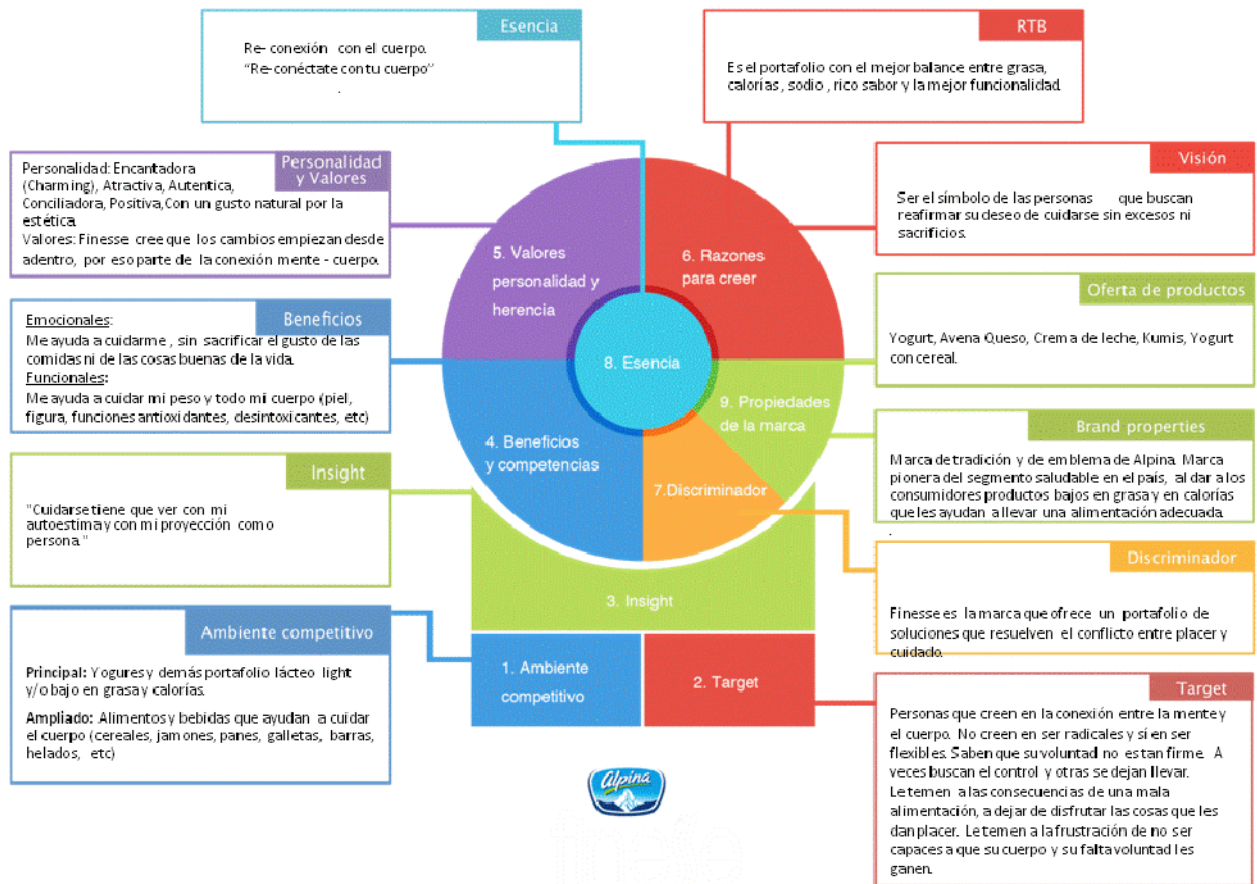 Esencia
Re- conexión con el cuerpo.
"Re-conéctate con tu cuerpo"
.
RTB
Es el portafolio con el mejor balance entre grasa,
calorías, sodio, rico sabor y la mejor funcionalidad.
Personalidad
y Valores
Personalidad: Encantadora
(Charming), Atractiva, Autentica,
Conciliadora, Positiva, Con un gusto natural por la
estética.
Valores: Finesse cree que los cambios empiezan desde
adentro, por eso parte de la conexión mente - cuerpo.
Visión
Ser el símbolo de las personas que buscan
reafirmar su deseo de cuidarse sin excesos ni
sacrificios.
Beneficios
Emocionales:
Me ayuda a cuidarme, sin sacrificar el gusto de las
comidas ni de las cosas buenas de la vida.
Funcionales:
Me ayuda a cuidar mi peso y todo mi cuerpo (piel,
figura, funciones antioxidantes, desintoxicantes, etc)
Oferta de productos
Yogurt, Avena Queso, Crema de leche, Kumis, Yogurt
con cereal.
Insight
"Cuidarse tiene que ver con mi
autoestima y con mi proyección como
persona."
Brand properties
Marca de tradición y de emblema de Alpina. Marca
pionera del segmento saludable en el país, al dar a los
consumidores productos bajos en grasa y en calorías
que les ayudan a llevar una alimentación adecuada.
.
Ambiente competitivo
Principal: Yogures y demás portafolio lácteo light
y/o bajo en grasa y calorías.
Ampliado: Alimentos y bebidas que ayudan a cuidar
el cuerpo (cereales, jamones, panes, galletas, barras,
helados, etc)
Discriminador
Finesse es la marca que ofrece un portafolio de
soluciones que resuelven el conflicto entre placer y
cuidado.
Target
Personas que creen en la conexión entre la mente y
el cuerpo. No creen en ser radicales y sí en ser
flexibles. Saben que su voluntad no es tan firme. A
veces buscan el control y otras se dejan llevar.
Le temen a las consecuencias de una mala
alimentación, a dejar de disfrutar las cosas que les
dan placer. Le temen a la frustración de no ser
capaces a que su cuerpo y su falta voluntad les
ganen.
5. Valores
personalidad y
herencia
6. Razones
para creer
8. Esencia
9. Propiedades
de la marca
4. Beneficios
y competencias
7.Discriminador
3. Insight
1. Ambiente
competitivo
2. Target
Alpina
finesse